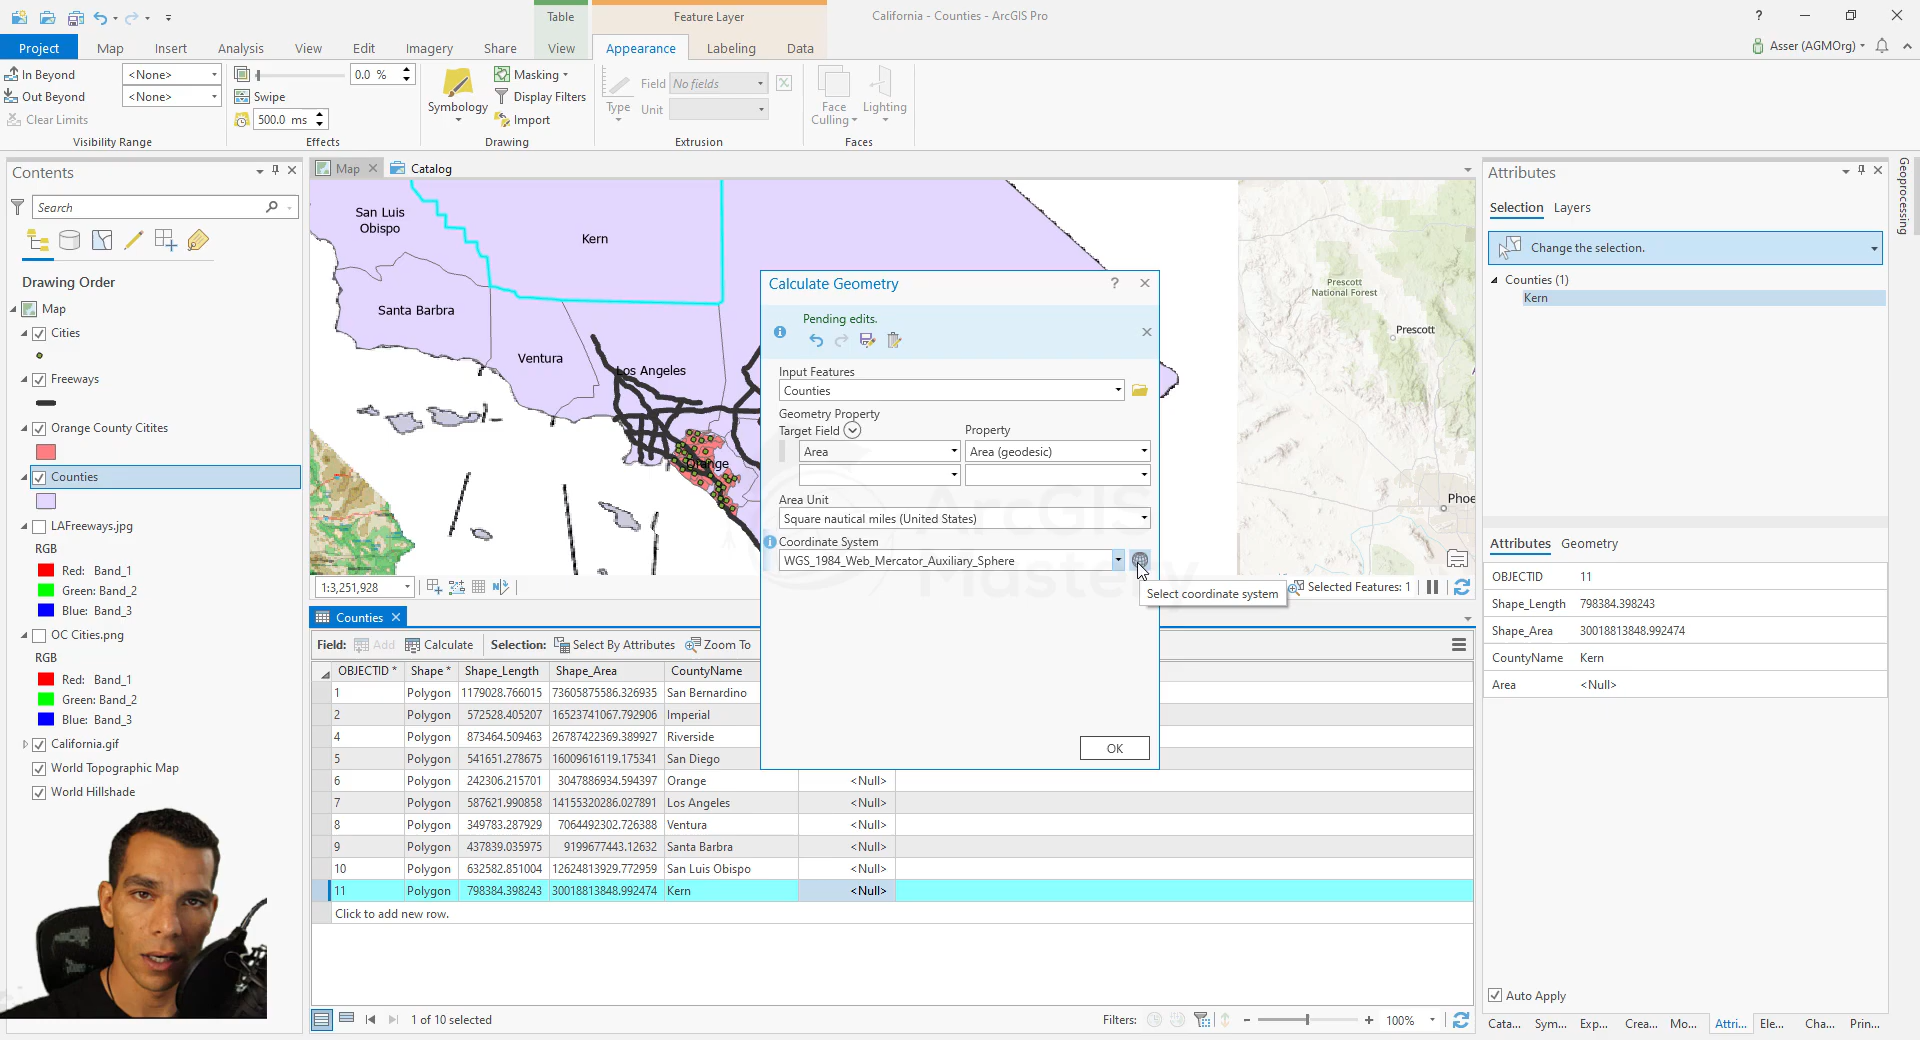 Table
Feature Layer
California - Counties - ArcGIS Pro
?
Project
Map
Insert
Analysis
View
Edit
Imagery
Share
View
Appearance
Labeling
Data
Asser (AGMOrg)
In Beyond
<None>
Out Beyond
<None>
Clear Limits
Visibility Range
0.0 %
Swipe
500.0 ms
Effects
Symbology
Masking
Display Filters
Import
Drawing
Type
Field
No fields
Unit
Extrusion
Face
Culling
Lighting
Faces
Contents
Search
Drawing Order
Map
Cities
Freeways
Orange County Citites
Counties
LAFreeways.jpg
RGB
Red: Band_1
Green: Band_2
Blue: Band_3
OC Cities.png
RGB
Red: Band_1
Green: Band_2
Blue: Band_3
California.gif
World Topographic Map
World Hillshade
Map
Catalog
San Luis
Obispo
Kern
Santa Barbra
Ventura
Los Angeles
Orange
Prescott
National Forest
Prescott
Phoe
1:3,251,928
Selected Features: 1
Calculate Geometry
?
Pending edits.
Input Features
Counties
Geometry Property
Target Field
Property
Area
Area (geodesic)
Area Unit
Square nautical miles (United States)
Coordinate System
WGS_1984_Web_Mercator_Auxiliary_Sphere
Select coordinate system
OK
ArcGIS
Mastery
Counties
Field:
Add
Calculate
Selection:
Select By Attributes
Zoom To
OBJECTID * Shape * Shape_Length Shape_Area CountyName
1 Polygon 1179028.766015 73605875586.326935 San Bernardino
2 Polygon 572528.405207 16523741067.792906 Imperial
4 Polygon 873464.509463 26787422369.389927 Riverside
5 Polygon 541651.278675 16009616119.175341 San Diego
6 Polygon 242306.215701 3047886934.594397 Orange <Null>
7 Polygon 587621.990858 14155320286.027891 Los Angeles <Null>
8 Polygon 349783.287929 7064492302.726388 Ventura <Null>
9 Polygon 437839.035975 9199677443.12632 Santa Barbra <Null>
10 Polygon 632582.851004 12624813929.772959 San Luis Obispo <Null>
11 Polygon 798384.398243 30018813848.992474 Kern <Null>
Click to add new row.
1 of 10 selected
Filters:
100%
Attributes
Selection
Layers
Change the selection.
Counties (1)
Kern
Attributes
Geometry
OBJECTID 11
Shape_Length 798384.398243
Shape_Area 30018813848.992474
CountyName Kern
Area <Null>
Auto Apply
Cata...
Sym...
Exp...
Crea...
Mo...
Attri...
Ele...
Cha...
Prin...
Geoprocessing